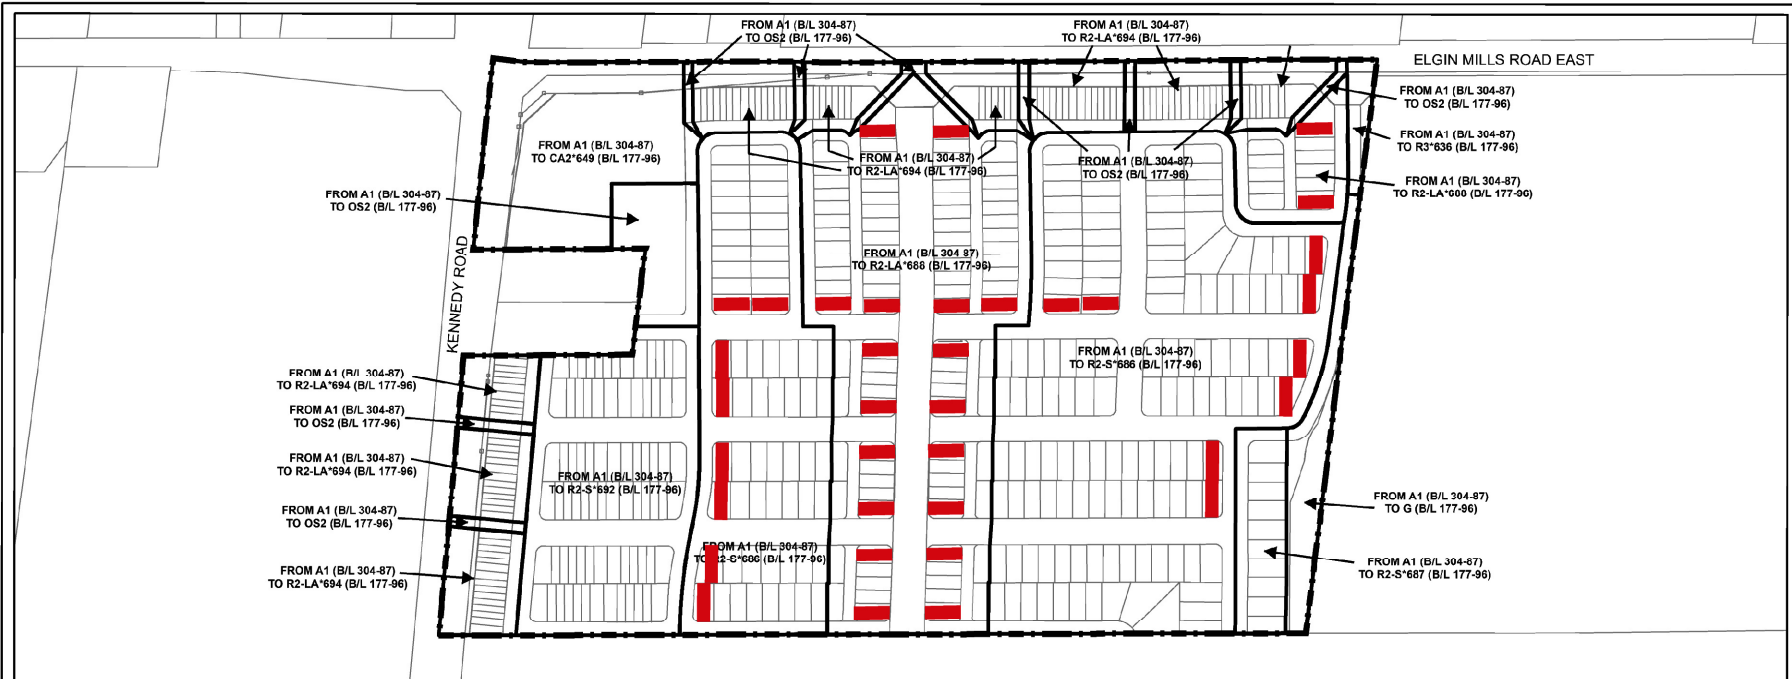 FROM A1 (B/L 304-87)
TO OS2 (B/L 177-96)
FROM A1 (B/L 304-87)
TO R2-LA*694 (B/L 177-96)
ELGIN MILLS ROAD EAST
FROM A1 (B/L 304-87)
TO OS2 (B/L 177-96)
FROM A1 (B/L 304-87)
TO R3*636 (B/L 177-96)
FROM A1 (B/L 304-87)
TO CA2*649 (B/L 177-96)
FROM A1 (B/L 304-87)
TO R2-LA*694 (B/L 177-96)
FROM A1 (B/L 304-87)
TO OS2 (B/L 177-96)
FROM A1 (B/L 304-87)
(B/L 177-96)
FROM A1 (B/L 304-87)
TO OS2 (B/L 177-96)
KENNEDY ROAD
FROM A1 (B/L 304-87)
TO R2-LA*688 (B/L 177-96)
FROM A1 (B/L 304-87)
TO R2-S*686 (B/L 177-96)
FROM A1 (B/L 304-87)
TO R2-LA*694 (B/L 177-96)
FROM A1 (B/L 304-87)
TO OS2 (B/L 177-96)
FROM A1 (B/L 304-87)
TO R2-LA*694 (B/L 177-96)
FROM A1 (B/L 304-87)
TO R2-S*692 (B/L 177-96)
FROM A1 (B/L 304-87)
TO OS2 (B/L 177-96)
FROM A1 (B/L 304-87)
TO G (B/L 177-96)
FROM A1 (B/L 304-87)
(B/L 177-96)
FROM A1 (B/L 304-87)
TO R2-LA*694 (B/L 177-96)
FROM A1 (B/L 304-87)
TO R2-S*687 (B/L 177-96)